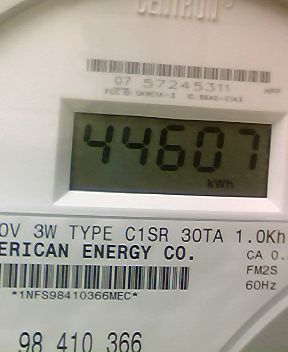 CENTRON®
07 57245311
HPP
44607
kWh
0V 3W TYPE C1SR 30TA 1.0Kh
ERICAN ENERGY CO.
CA 0.
FM2S
*1NFS98410366MEC*
60Hz
98 410 366